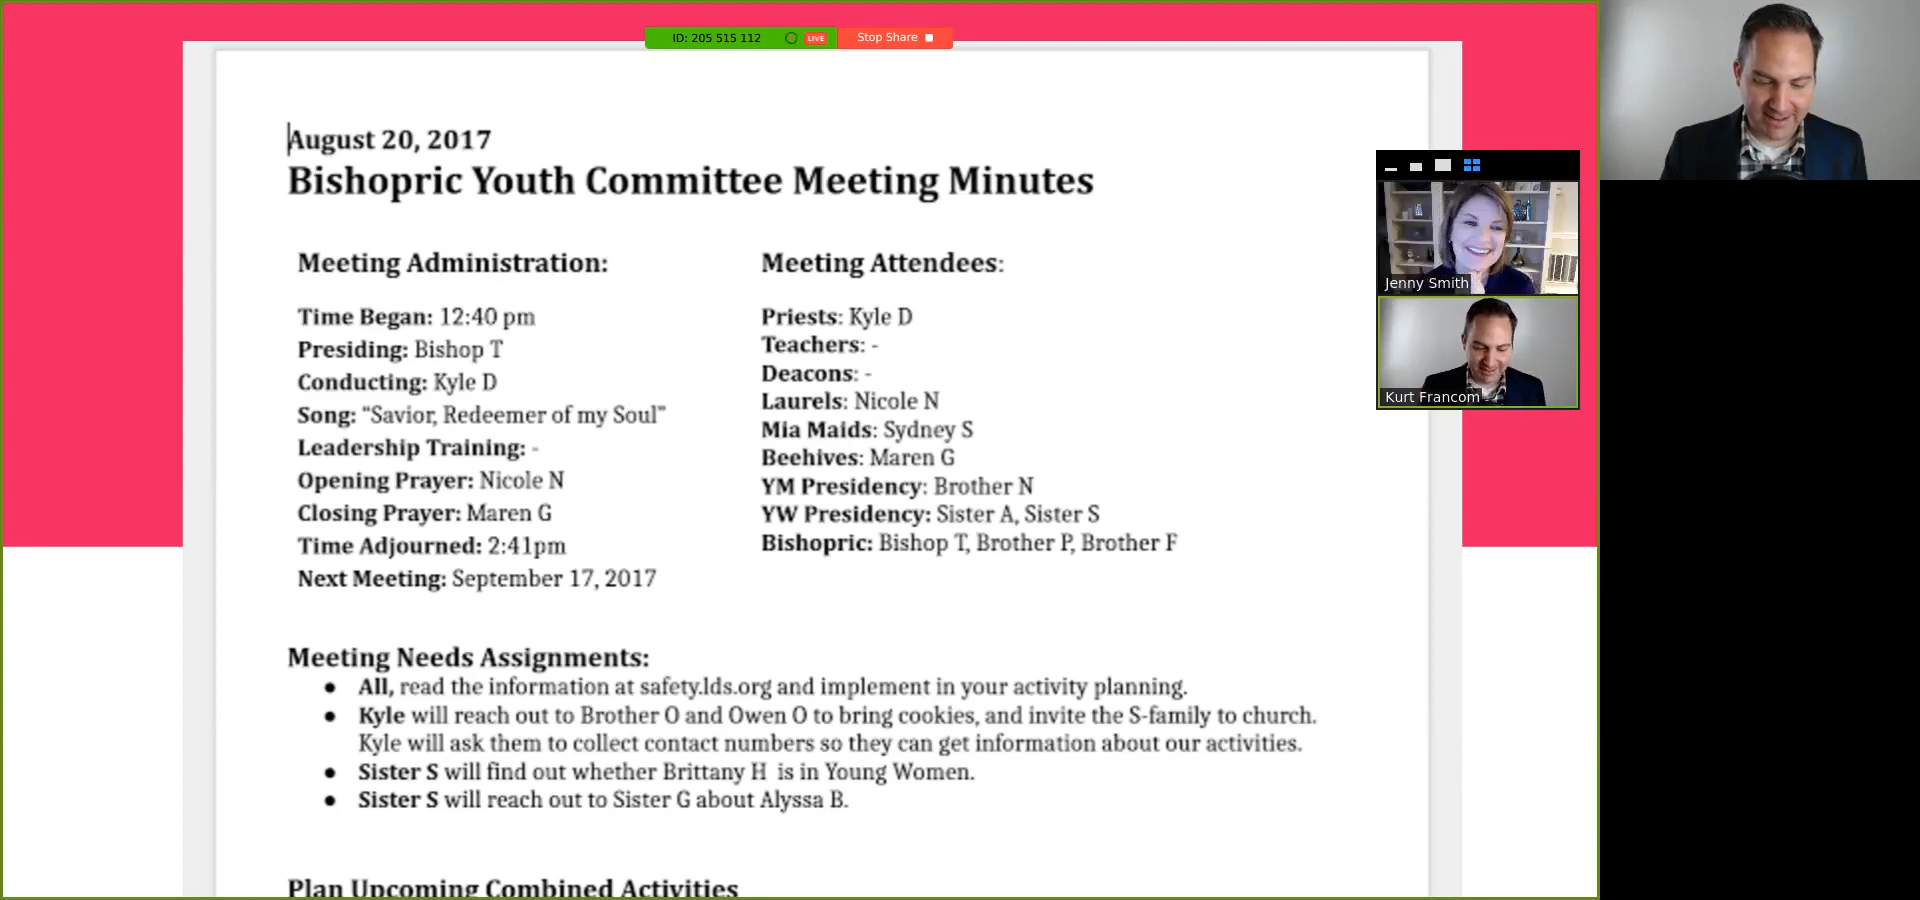 ID: 205 515 112 LIVE Stop Share
August 20, 2017
Bishopric Youth Committee Meeting Minutes
Meeting Administration:
Time Began: 12:40 pm
Presiding: Bishop T
Conducting: Kyle D
Song: “Savior, Redeemer of my Soul”
Leadership Training: -
Opening Prayer: Nicole N
Closing Prayer: Maren G
Time Adjourned: 2:41pm
Next Meeting: September 17, 2017
Meeting Attendees:
Priests: Kyle D
Teachers: -
Deacons: -
Laurels: Nicole N
Mia Maids: Sydney S
Beehives: Maren G
YM Presidency: Brother N
YW Presidency: Sister A, Sister S
Bishopric: Bishop T, Brother P, Brother F
Jenny Smith
Kurt Francom
Meeting Needs Assignments:
● All, read the information at safety.lds.org and implement in your activity planning.
● Kyle will reach out to Brother O and Owen O to bring cookies, and invite the S-family to church.
Kyle will ask them to collect contact numbers so they can get information about our activities.
● Sister S will find out whether Brittany H is in Young Women.
● Sister S will reach out to Sister G about Alyssa B.
Plan Upcoming Combined Activities